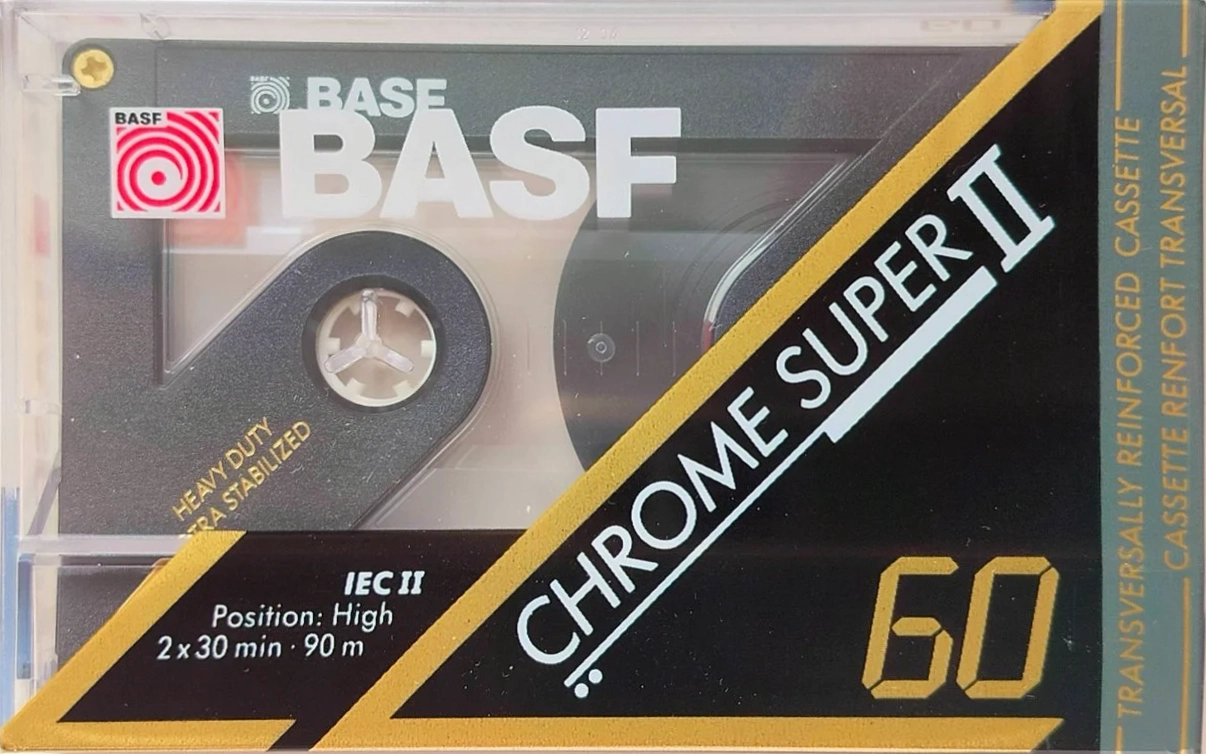 BASF
BASF
BASF
BASF
CHROME SUPER II
HEAVY DUTY
STABILIZED
IEC II
Position: High
2 x 30 min · 90 m
60
TRANSVERSALLY REINFORCED CASSETTE
CASSETTE RENFORT TRANSVERSAL